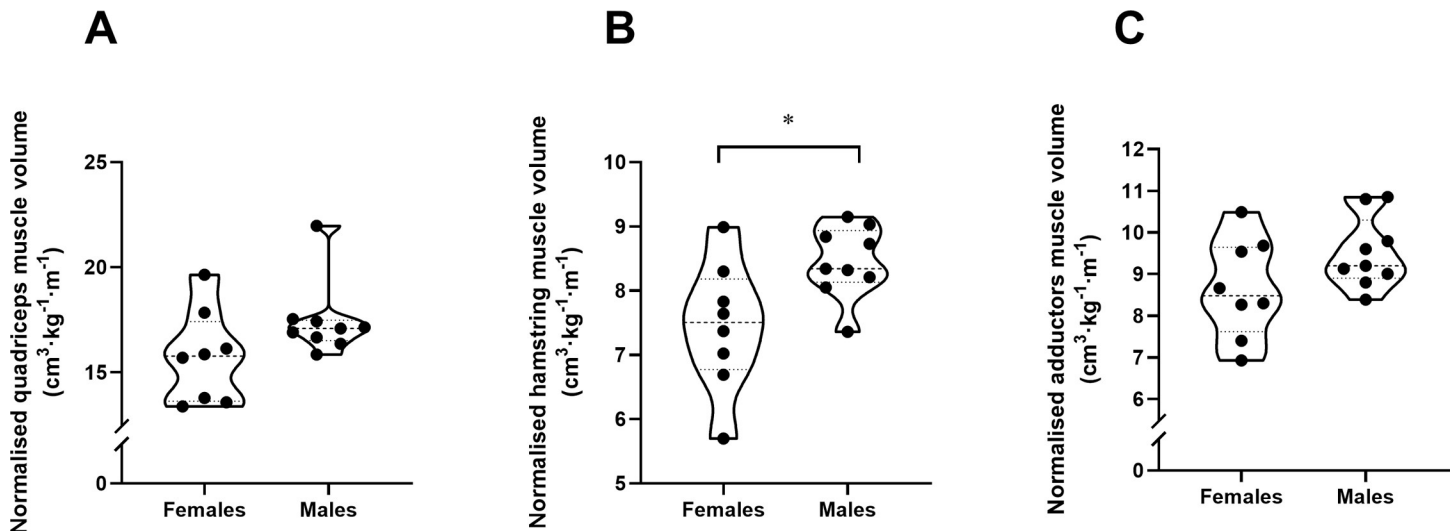 A
B
C
Normalised quadriceps muscle volume
(cm³·kg⁻¹·m⁻¹)
25
20
15
0
Females
Males
Normalised hamstring muscle volume
(cm³·kg⁻¹·m⁻¹)
*
10
9
8
7
6
5
Females
Males
Normalised adductors muscle volume
(cm³·kg⁻¹·m⁻¹)
12
11
10
9
8
7
6
0
Females
Males